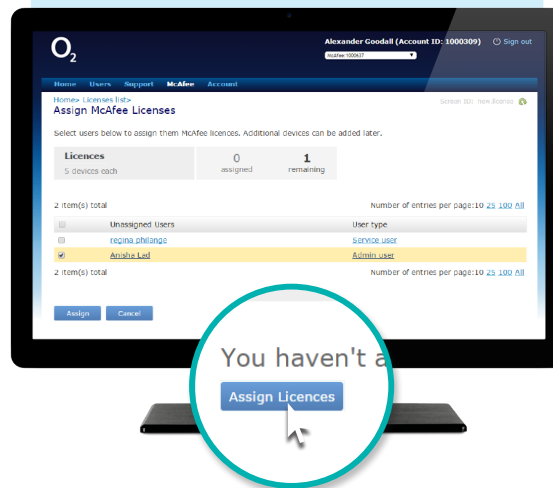 O2
Alexander Goodall (Account ID: 1000309) Sign out
McAfee:1000637
Home Users Support McAfee Account
Home> Licenses list>
screen ID: new.license
Assign McAfee Licenses
Select users below to assign them McAfee licences. Additional devices can be added later.
Licences 0 1
5 devices each assigned remaining
2 item(s) total Number of entries per page:10 25 100 All
Unassigned Users User type
regina philange Service user
Anisha Lad Admin user
2 item(s) total Number of entries per page:10 25 100 All
Assign Cancel
You haven't a
Assign Licences